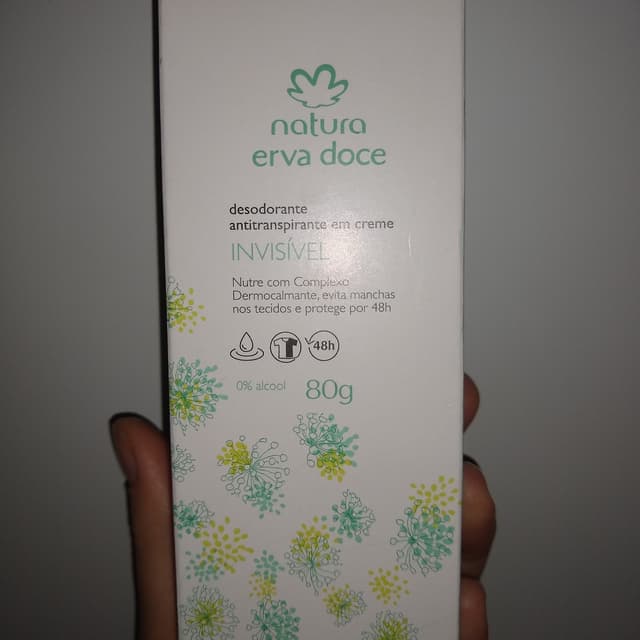 natura
erva doce
desodorante
antitranspirante em creme
INVISÍVEL
Nutre com Complexo
Dermocalmante, evita manchas
nos tecidos e protege por 48h
48h
0% alcool 80g